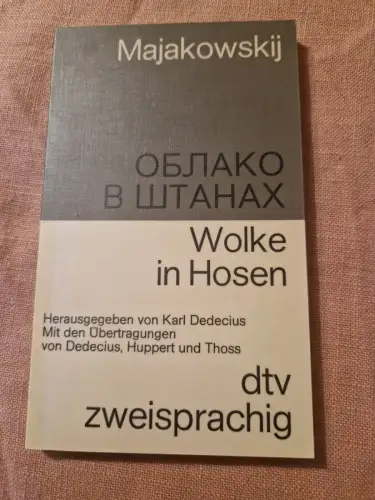 Majakowskij
ОБЛАКО
В ШТАНАХ
Wolke
in Hosen
Herausgegeben von Karl Dedecius
Mit den Übertragungen
von Dedecius, Huppert und Thoss
dtv
zweisprachig